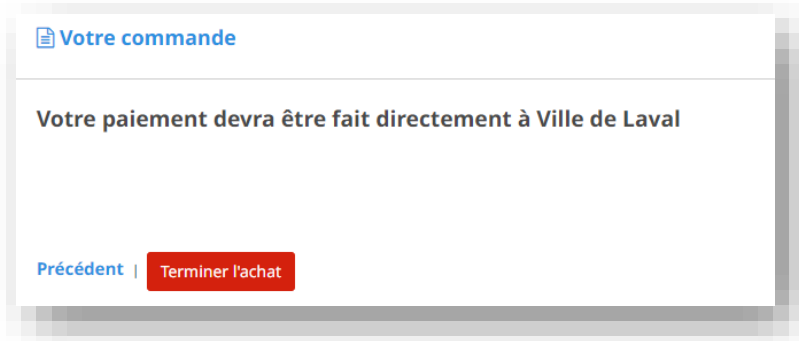 Votre commande
Votre paiement devra être fait directement à Ville de Laval
Précédent | Terminer l'achat